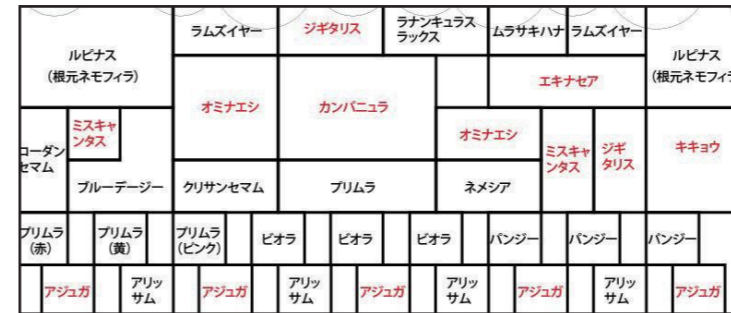 ルピナス
(根元ネモフィラ)
ラムズイヤー
ジギタリス
ラナンキュラス
ラックス
ムラサキハナ
ラムズイヤー
ルピナス
(根元ネモフィラ
オミナエシ
カンパニュラ
エキナセア
ローダン
セマム
ミスキャ
ンタス
オミナエシ
ミスキャ
ンタス
ジギ
タリス
キキョウ
ブルーデージー
クリサンセマム
プリムラ
ネメシア
プリムラ
(赤)
プリムラ
(黄)
プリムラ
(ピンク)
ビオラ
ビオラ
ビオラ
パンジー
パンジー
パンジー
アジュガ
アリッ
サム
アジュガ
アリッ
サム
アジュガ
アリッ
サム
アジュガ
アリッ
サム
アジュガ